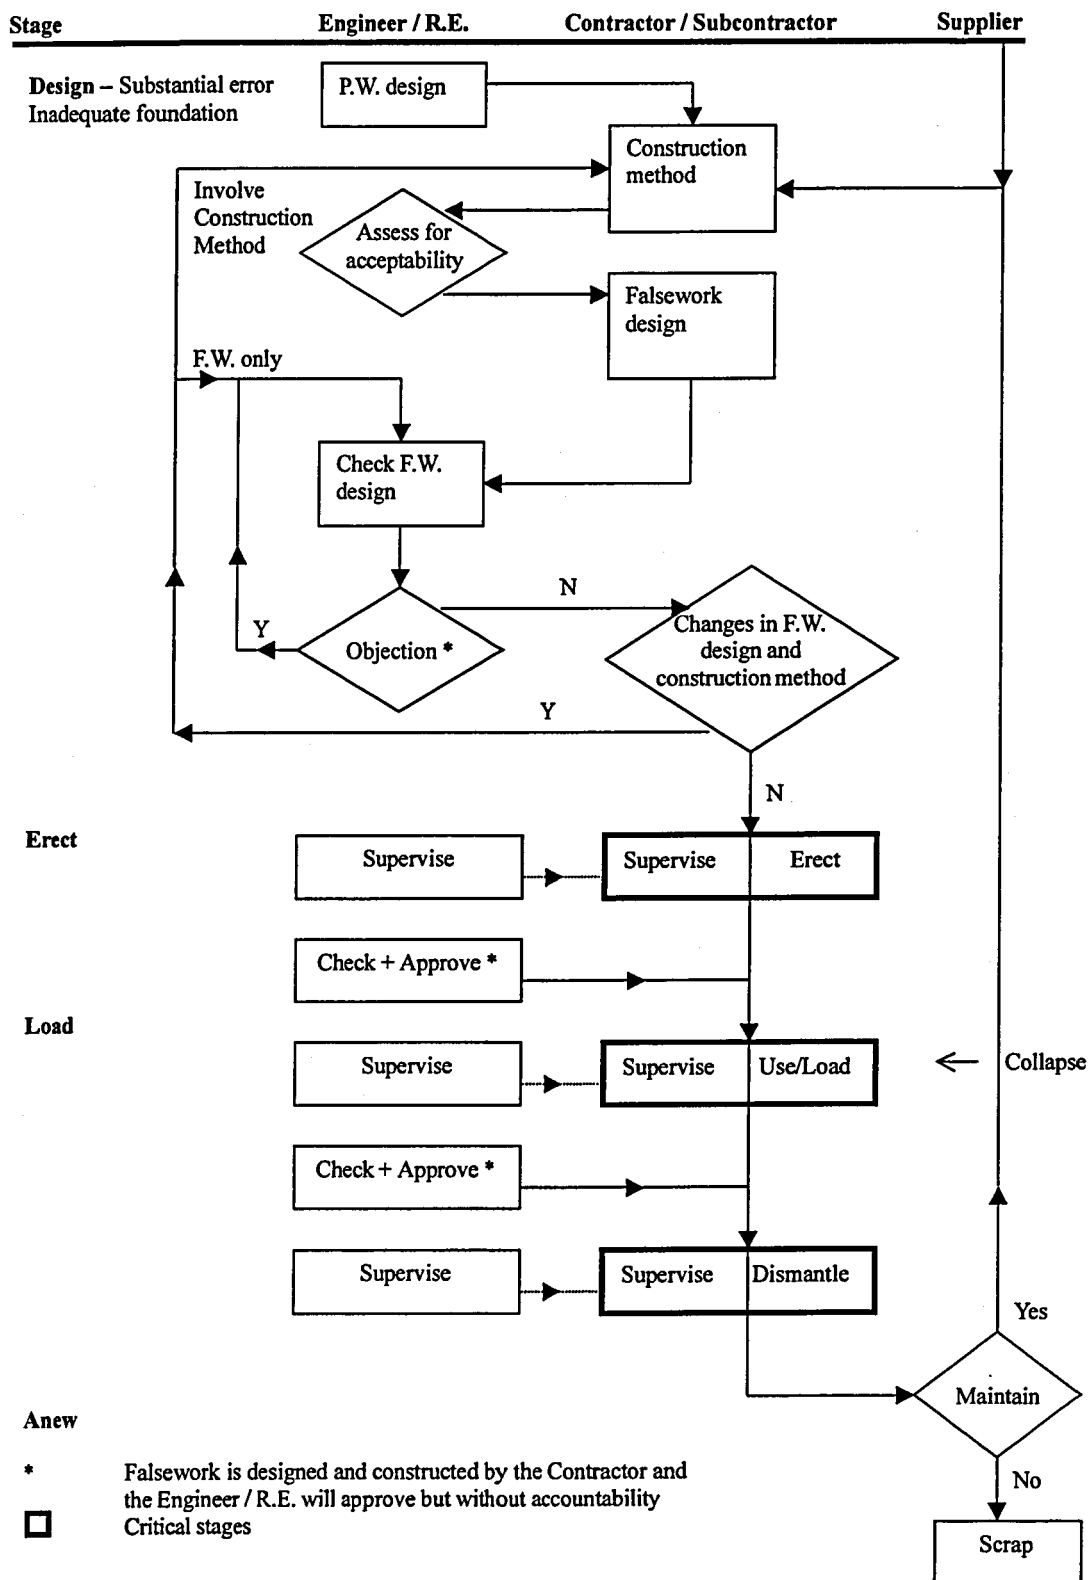 Stage Engineer / R.E. Contractor / Subcontractor Supplier
Design – Substantial error
Inadequate foundation
P.W. design
Construction
method
Involve
Construction
Method
Assess for
acceptability
Falsework
design
F.W. only
Check F.W.
design
N
Y
Objection *
Changes in F.W.
design and
construction method
Y
N
Erect
Supervise
Supervise Erect
Check + Approve *
Load
Supervise
Supervise Use/Load
Collapse
Check + Approve *
Supervise
Supervise Dismantle
Yes
Maintain
Anew
* Falsework is designed and constructed by the Contractor and
the Engineer / R.E. will approve but without accountability
Critical stages
No
Scrap